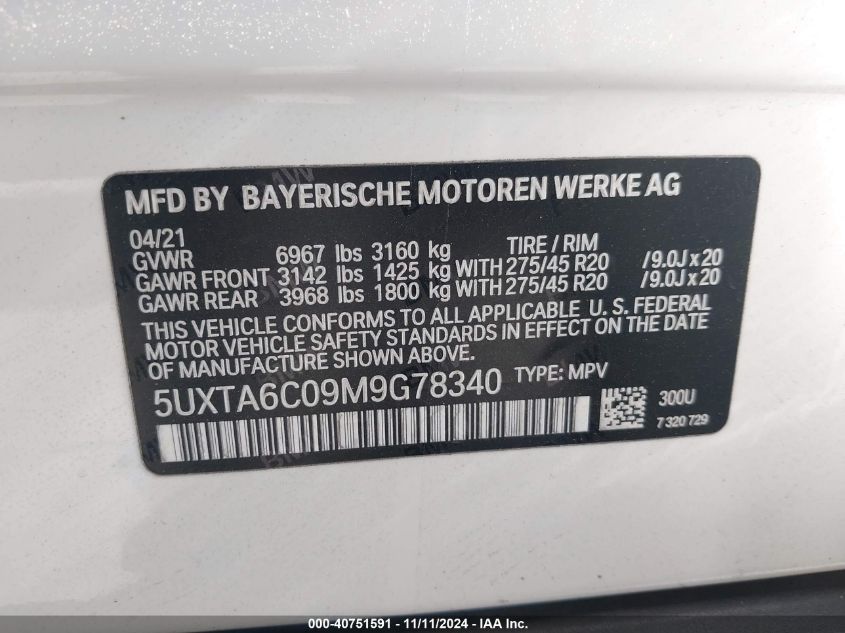 MFD BY BAYERISCHE MOTOREN WERKE AG
04/21 TIRE / RIM
GVWR 6967 lbs 3160 kg
GAWR FRONT 3142 lbs 1425 kg WITH 275/45 R20 /9.0J x 20
GAWR REAR 3968 lbs 1800 kg WITH 275/45 R20 /9.0J x 20
THIS VEHICLE CONFORMS TO ALL APPLICABLE U. S. FEDERAL
MOTOR VEHICLE SAFETY STANDARDS IN EFFECT ON THE DATE
OF MANUFACTURE SHOWN ABOVE.
5UXTA6C09M9G78340 TYPE: MPV
300U
7 320 729
000-40751591 - 11/11/2024 - IAA Inc.